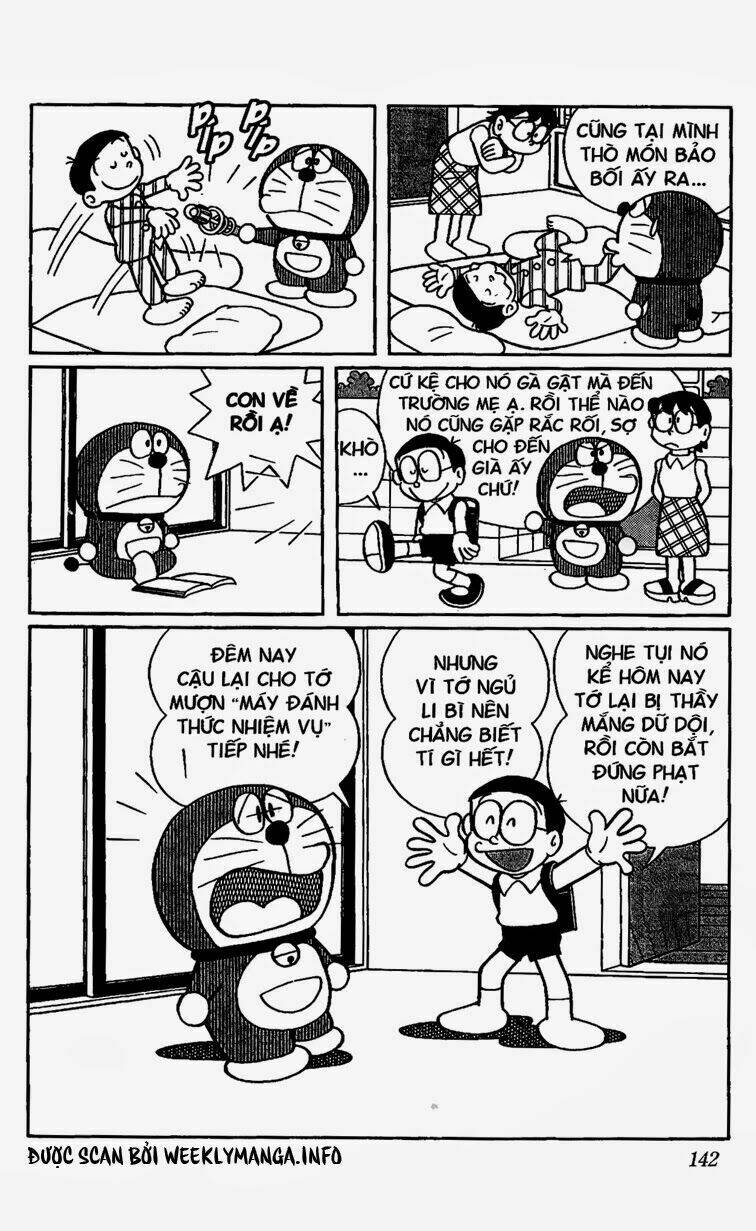 PÍP
PÍP
CŨNG TẠI MÌNH
THÒ MÓN BẢO
BỐI ẤY RA...
CON VỀ
RỒI Ạ!
KHÒ
...
CỨ KỆ CHO NÓ GÀ GẬT MÀ ĐẾN
TRƯỜNG MẸ Ạ. RỒI THỂ NÀO
NÓ CŨNG GẶP RẮC RỐI, SỢ
CHO ĐẾN
GIÀ ẤY
CHỨ!
ĐÊM NAY
CẬU LẠI CHO TỚ
MƯỢN "MÁY ĐÁNH
THỨC NHIỆM VỤ"
TIẾP NHÉ!
NHƯNG
VÌ TỚ NGỦ
LI BÌ NÊN
CHẲNG BIẾT
TÍ GÌ HẾT!
NGHE TỤI NÓ
KỂ HÔM NAY
TỚ LẠI BỊ THẦY
MẮNG DỮ DỘI,
RỒI CÒN BẮT
ĐỨNG PHẠT
NỮA!
ĐƯỢC SCAN BỞI WEEKLYMANGA.INFO
142